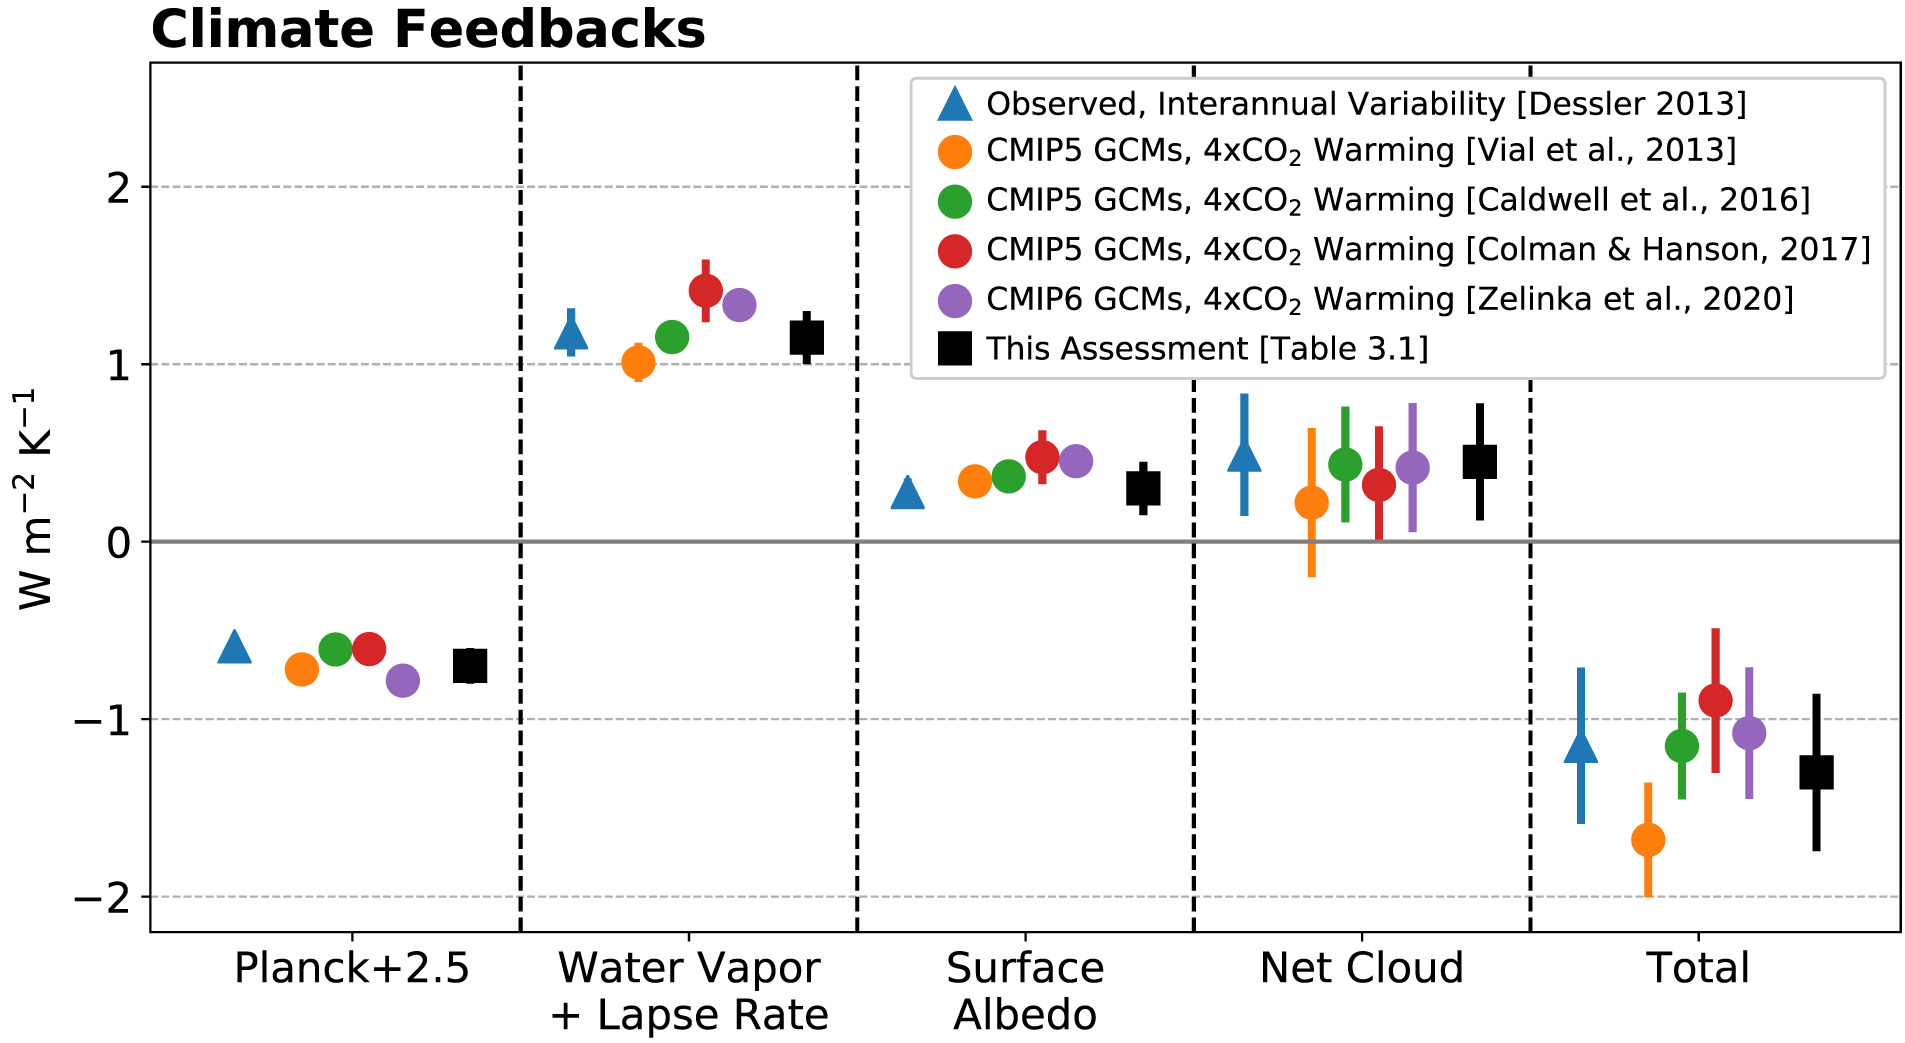 Climate Feedbacks
W m−2 K−1
2
1
0
−1
−2
Observed, Interannual Variability [Dessler 2013]
CMIP5 GCMs, 4xCO2 Warming [Vial et al., 2013]
CMIP5 GCMs, 4xCO2 Warming [Caldwell et al., 2016]
CMIP5 GCMs, 4xCO2 Warming [Colman & Hanson, 2017]
CMIP6 GCMs, 4xCO2 Warming [Zelinka et al., 2020]
This Assessment [Table 3.1]
Planck+2.5
Water Vapor
+ Lapse Rate
Surface
Albedo
Net Cloud
Total